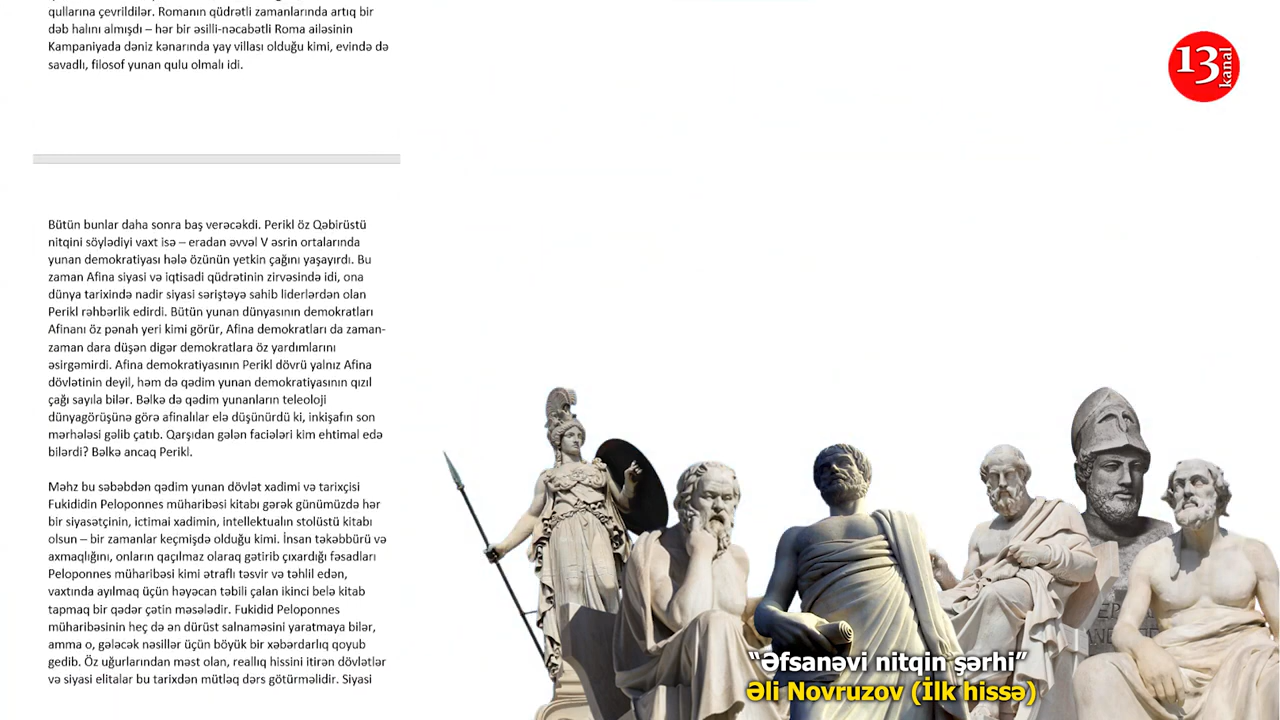 qullarına çevrildilər. Romanın qüdrətli zamanlarında artıq bir
dəb halını almışdı – hər bir əsilli-nəcabətli Roma ailəsinin
Kampaniyada dəniz kənarında yay villası olduğu kimi, evində də
savadlı, filosof yunan qulu olmalı idi.
Bütün bunlar daha sonra baş verəcəkdi. Perikl öz Qəbirüstü
nitqini söylədiyi vaxt isə – eradan əvvəl V əsrin ortalarında
yunan demokratiyası hələ özünün yetkin çağını yaşayırdı. Bu
zaman Afina siyasi və iqtisadi qüdrətinin zirvəsində idi, ona
dünya tarixində nadir siyasi səriştəyə sahib liderlərdən olan
Perikl rəhbərlik edirdi. Bütün yunan dünyasının demokratları
Afinanı öz pənah yeri kimi görür, Afina demokratları da zaman-
zaman dara düşən digər demokratlara öz yardımlarını
əsirgəmirdi. Afina demokratiyasının Perikl dövrü yalnız Afina
dövlətinin deyil, həm də qədim yunan demokratiyasının qızıl
çağı sayıla bilər. Bəlkə də qədim yunanların teleoloji
dünyagörüşünə görə afinalılar elə düşünürdü ki, inkişafın son
mərhələsi gəlib çatıb. Qarşıdan gələn faciələri kim ehtimal edə
bilərdi? Bəlkə ancaq Perikl.
Məhz bu səbəbdən qədim yunan dövlət xadimi və tarixçisi
Fukididin Peloponnes müharibəsi kitabı gərək günümüzdə hər
bir siyasətçinin, ictimai xadimin, intellektualın stolüstü kitabı
olsun – bir zamanlar keçmişdə olduğu kimi. İnsan təkəbbürü və
axmaqlığını, onların qaçılmaz olaraq gətirib çıxardığı fəsadları
Peloponnes müharibəsi kimi ətraflı təsvir və təhlil edən,
vaxtında ayılmaq üçün həyəcan təbili çalan ikinci belə kitab
tapmaq bir qədər çətin məsələdir. Fukidid Peloponnes
müharibəsinin heç də ən dürüst salnaməsini yaratmaya bilər,
amma o, gələcək nəsillər üçün böyük bir xəbərdarlıq qoyub
gedib. Öz uğurlarından məst olan, reallıq hissini itirən dövlətlər
və siyasi elitalar bu tarixdən mütləq dərs götürməlidir. Siyasi
13
kanal
“Əfsanəvi nitqin şərhi”
Əli Novruzov (İlk hissə)